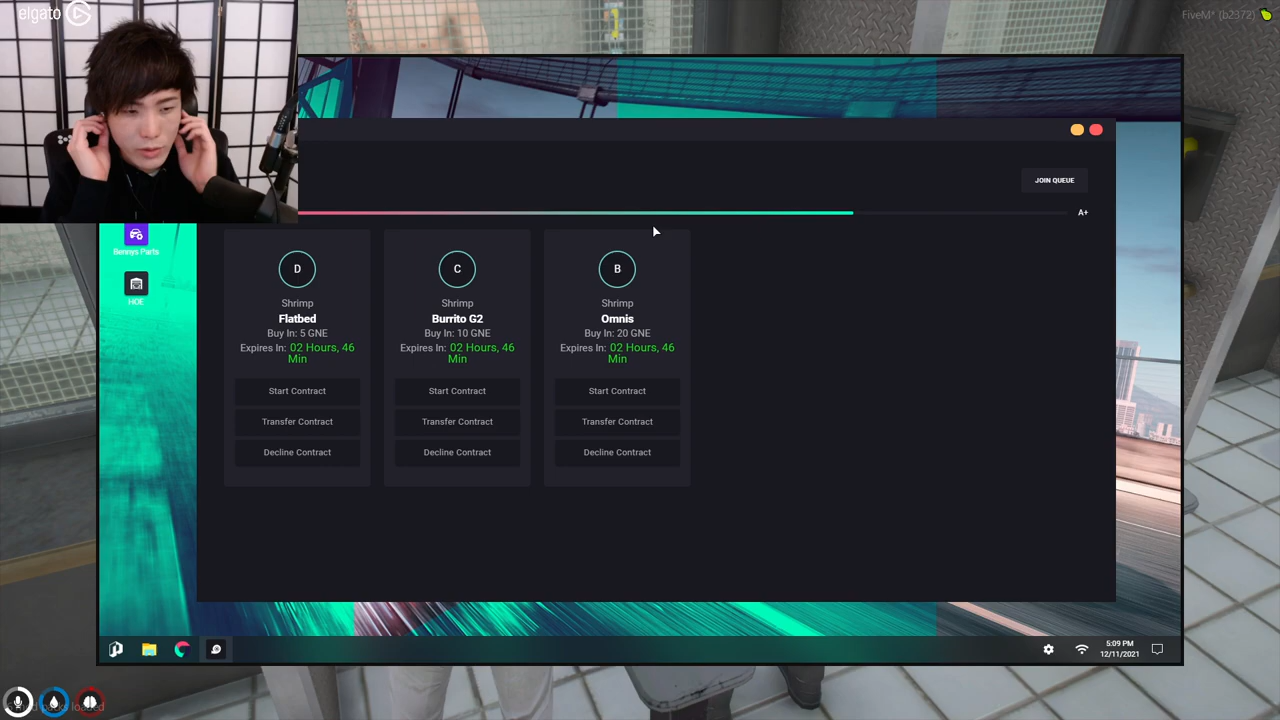 elgato
FiveM* (b2372)
JOIN QUEUE
A+
Bennys Parts
HOE
D
Shrimp
Flatbed
Buy In: 5 GNE
Expires In: 02 Hours, 46
Min
Start Contract
Transfer Contract
Decline Contract
C
Shrimp
Burrito G2
Buy In: 10 GNE
Expires In: 02 Hours, 46
Min
Start Contract
Transfer Contract
Decline Contract
B
Shrimp
Omnis
Buy In: 20 GNE
Expires In: 02 Hours, 46
Min
Start Contract
Transfer Contract
Decline Contract
5:09 PM
12/11/2021
loaded